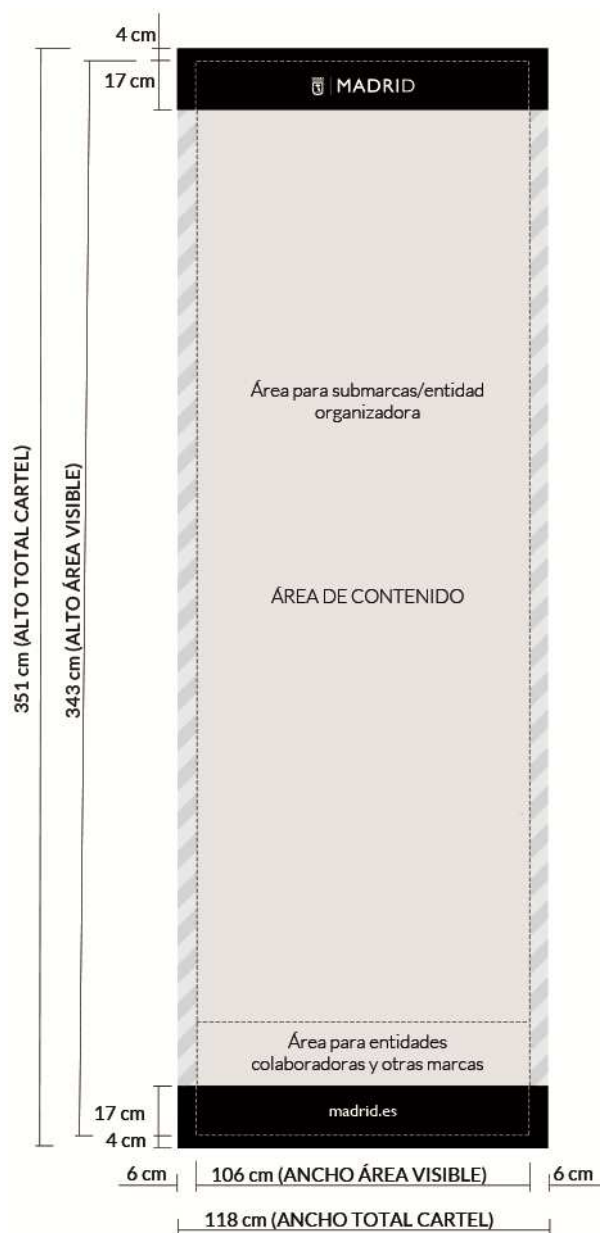 4 cm
17 cm
MADRID
Área para submarcas/entidad
organizadora
351 cm (ALTO TOTAL CARTEL)
343 cm (ALTO ÁREA VISIBLE)
ÁREA DE CONTENIDO
Área para entidades
colaboradoras y otras marcas
17 cm
madrid.es
4 cm
6 cm
106 cm (ANCHO ÁREA VISIBLE)
6 cm
118 cm (ANCHO TOTAL CARTEL)